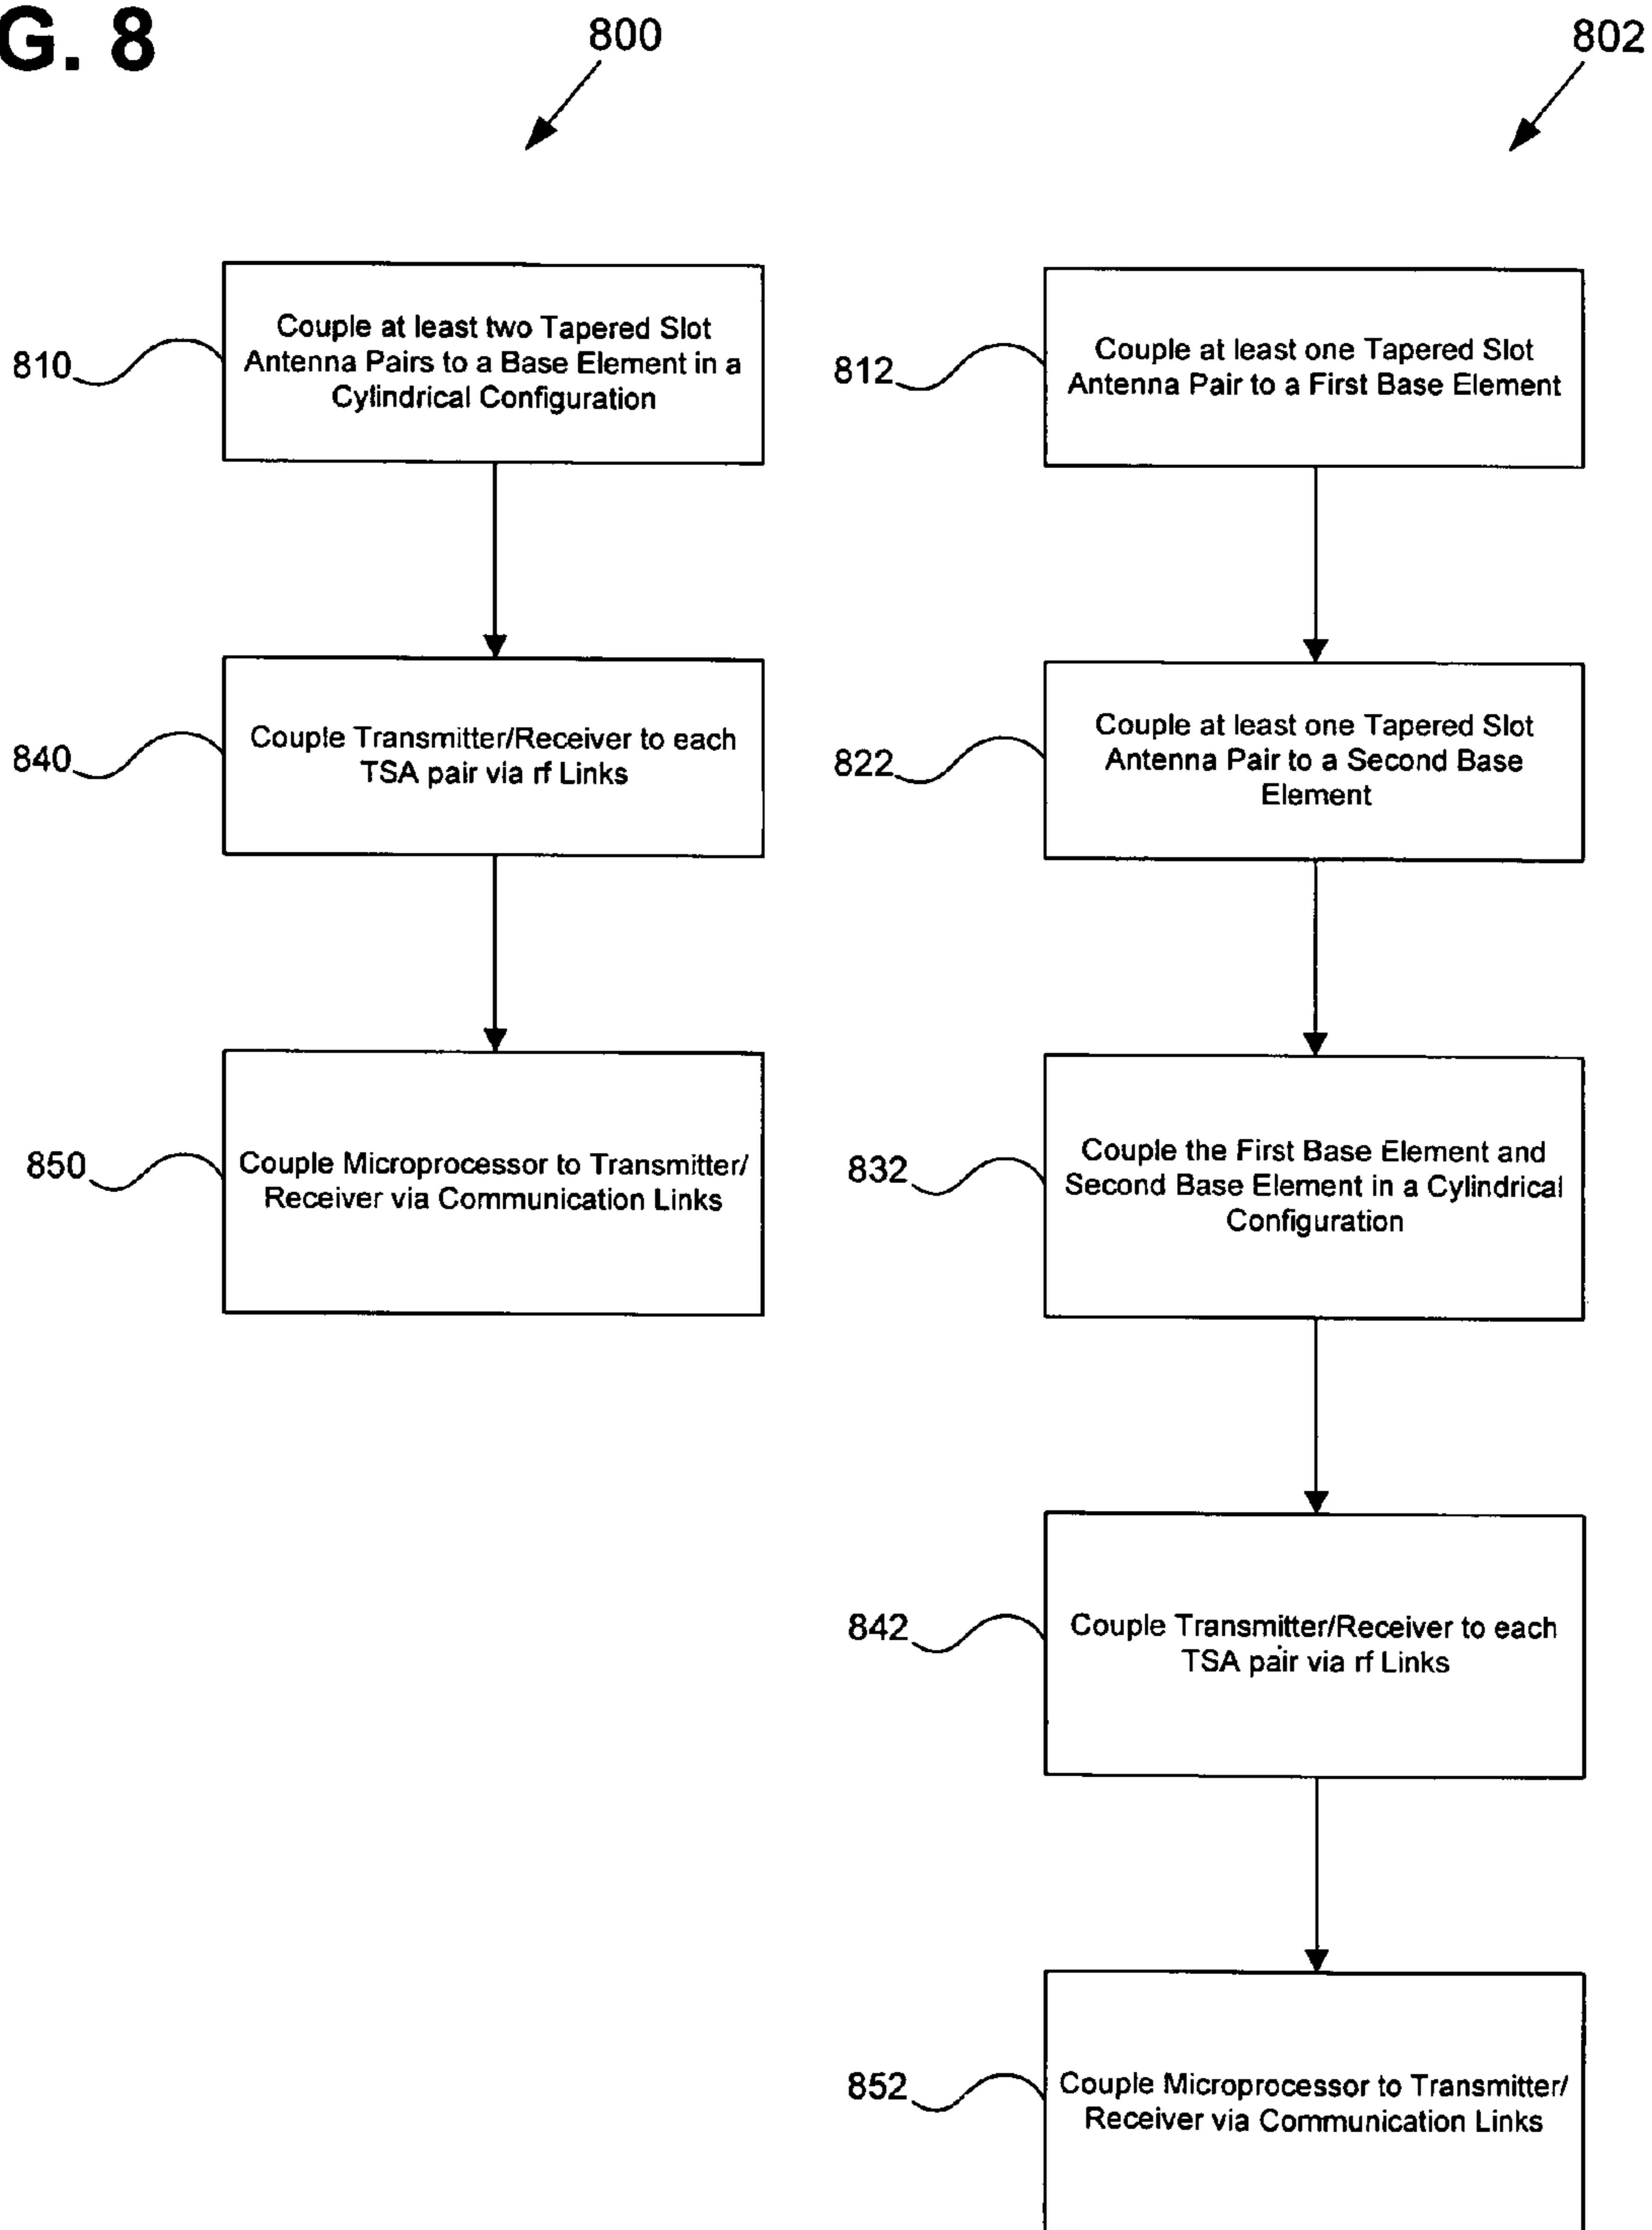 G. 8
800
802
810
Couple at least two Tapered Slot
Antenna Pairs to a Base Element in a
Cylindrical Configuration
840
Couple Transmitter/Receiver to each
TSA pair via rf Links
850
Couple Microprocessor to Transmitter/
Receiver via Communication Links
812
Couple at least one Tapered Slot
Antenna Pair to a First Base Element
822
Couple at least one Tapered Slot
Antenna Pair to a Second Base
Element
832
Couple the First Base Element and
Second Base Element in a Cylindrical
Configuration
842
Couple Transmitter/Receiver to each
TSA pair via rf Links
852
Couple Microprocessor to Transmitter/
Receiver via Communication Links